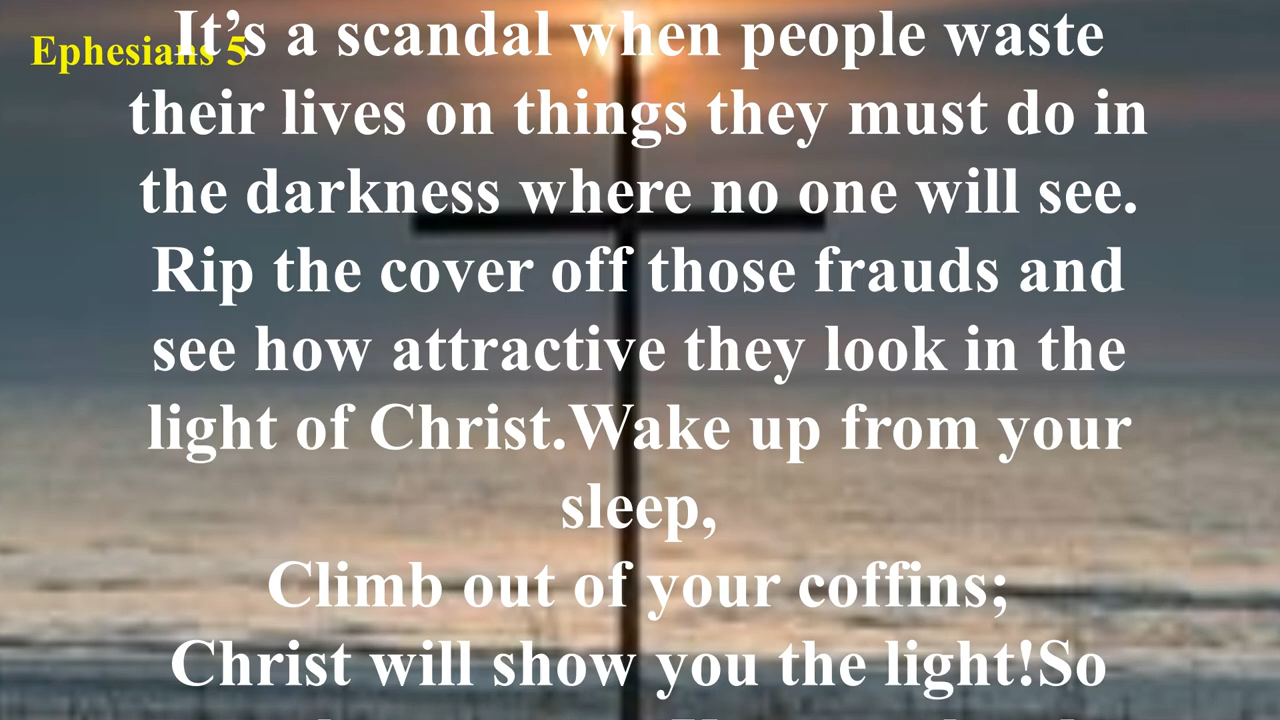 Ephesians 5
It’s a scandal when people waste
their lives on things they must do in
the darkness where no one will see.
Rip the cover off those frauds and
see how attractive they look in the
light of Christ.Wake up from your
sleep,
Climb out of your coffins;
Christ will show you the light!So